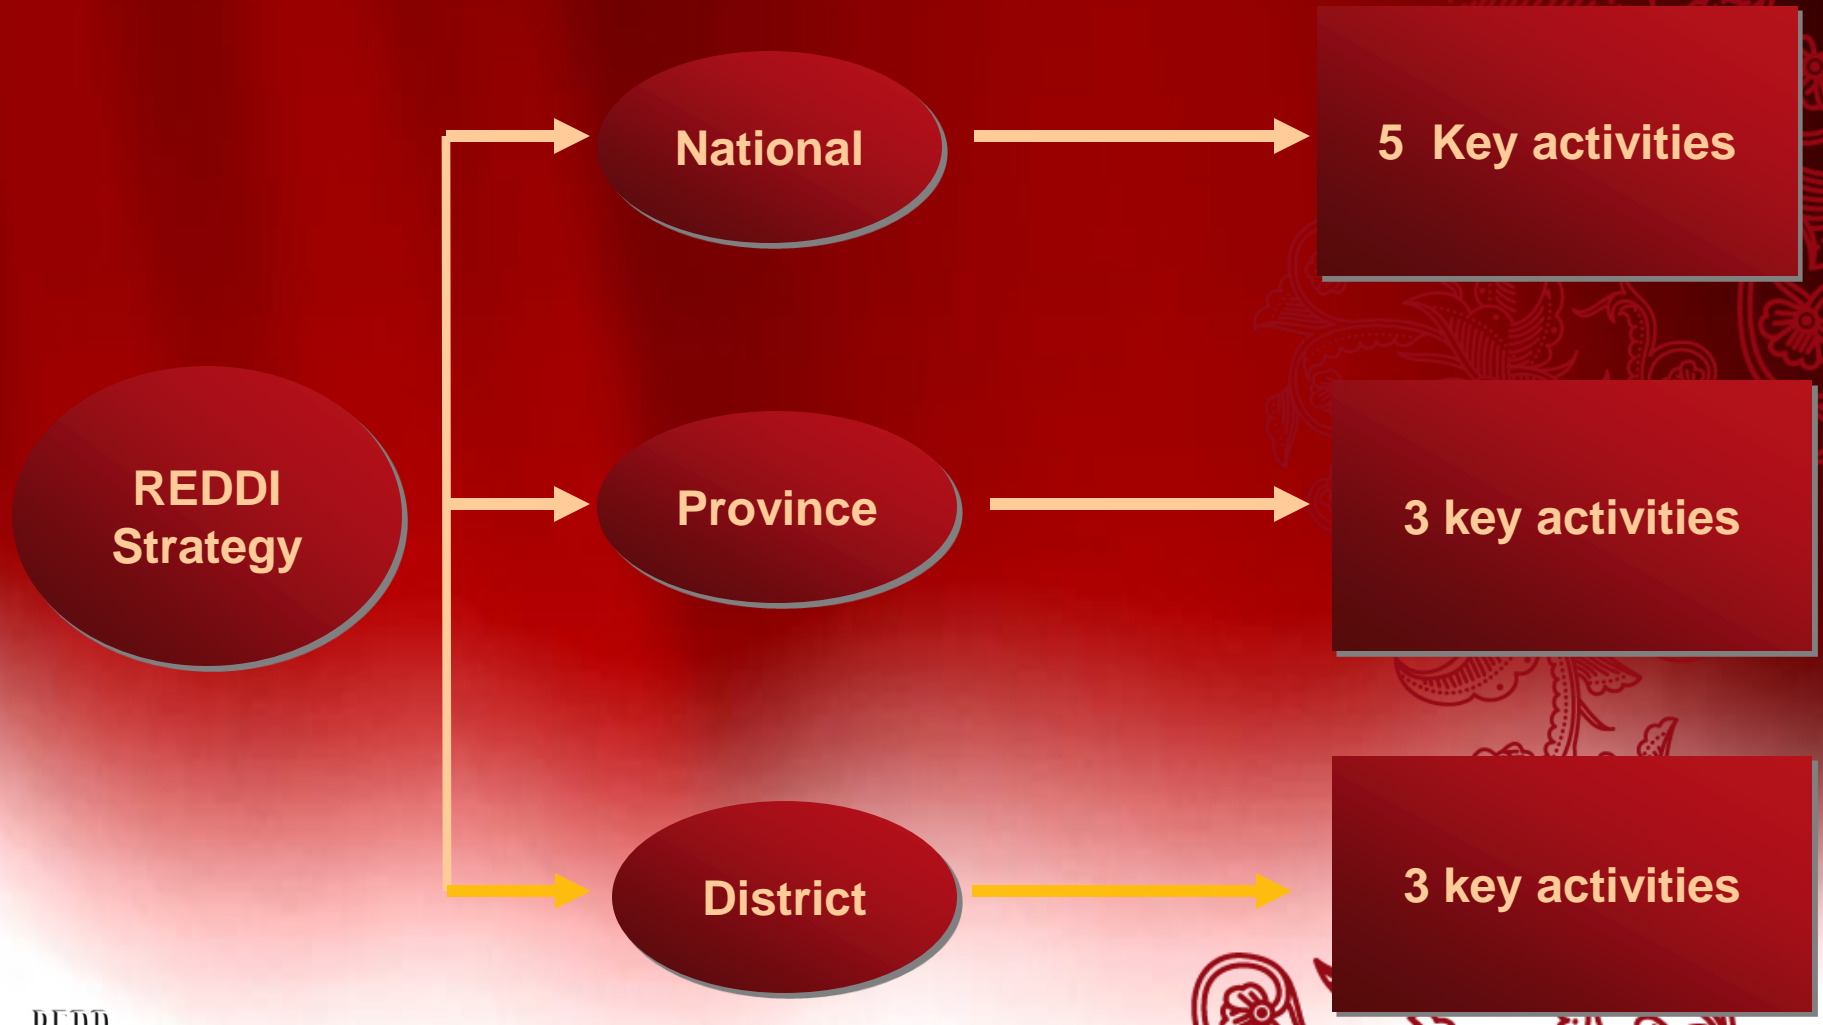 National
5 Key activities
REDDI
Strategy
Province
3 key activities
District
3 key activities